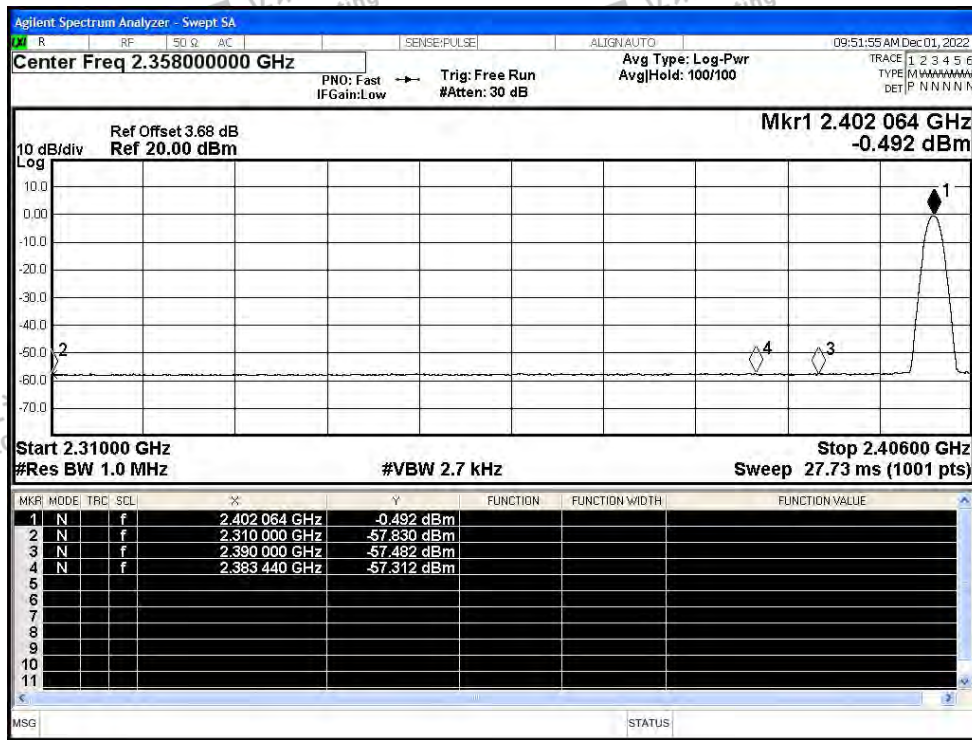 Agilent Spectrum Analyzer - Swept SA
LXI R RF 50 Ω AC SENSE:PULSE ALIGNAUTO 09:51:55 AM Dec 01, 2022
Center Freq 2.358000000 GHz
PNO: Fast
IFGain:Low
Trig: Free Run
#Atten: 30 dB
Avg Type: Log-Pwr
Avg|Hold: 100/100
TRACE 1 2 3 4 5 6
TYPE MWWWWW
DET P N N N N N
Mkr1 2.402 064 GHz
-0.492 dBm
Ref Offset 3.68 dB
10 dB/div Ref 20.00 dBm
Log
10.0
0.00
-10.0
-20.0
-30.0
-40.0
-50.0
-60.0
-70.0
1
2
4
3
Start 2.31000 GHz Stop 2.40600 GHz
#Res BW 1.0 MHz #VBW 2.7 kHz Sweep 27.73 ms (1001 pts)
MKR MODE TRC SCL X Y FUNCTION FUNCTION WIDTH FUNCTION VALUE
1 N f 2.402 064 GHz -0.492 dBm
2 N f 2.310 000 GHz -57.830 dBm
3 N f 2.390 000 GHz -57.482 dBm
4 N f 2.383 440 GHz -57.312 dBm
5
6
7
8
9
10
11
MSG STATUS